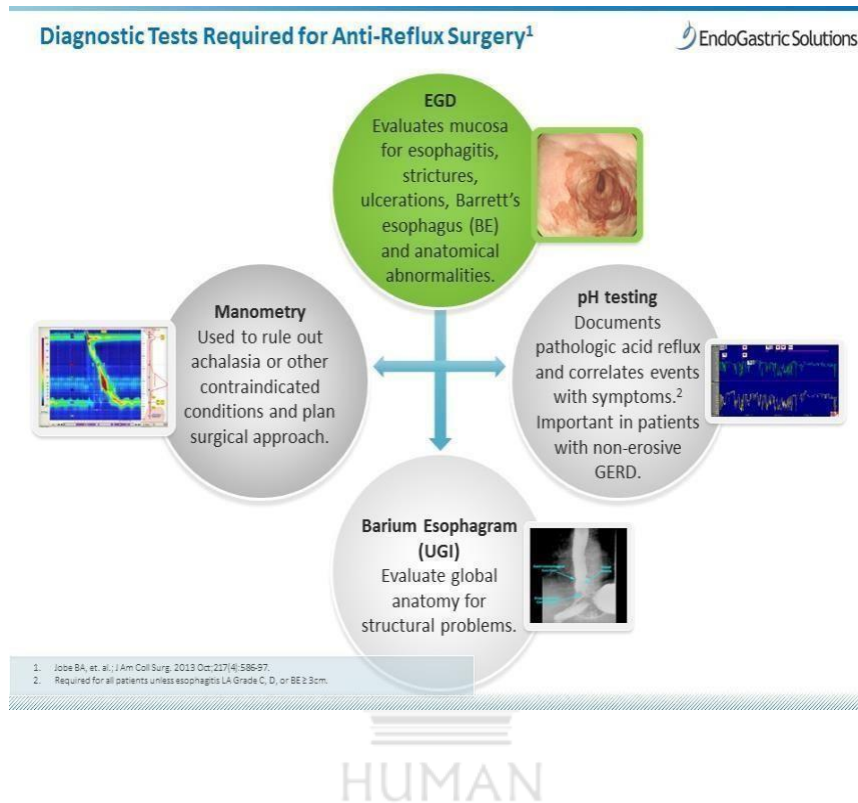 Diagnostic Tests Required for Anti-Reflux Surgery1
EndoGastric Solutions
EGD
Evaluates mucosa
for esophagitis,
strictures,
ulcerations, Barrett's
esophagus (BE)
and anatomical
abnormalities.
Manometry
Used to rule out
achalasia or other
contraindicated
conditions and plan
surgical approach.
pH testing
Documents
pathologic acid reflux
and correlates events
with symptoms.2
Important in patients
with non-erosive
GERD.
Barium Esophagram
(UGI)
Evaluate global
anatomy for
structural problems.
1. Jobe BA, et. al.; J Am Coll Surg. 2013 Oct;217(4):586-97.
2. Required for all patients unless esophagitis LA Grade C, D, or BE ≥ 3cm.
HUMAN